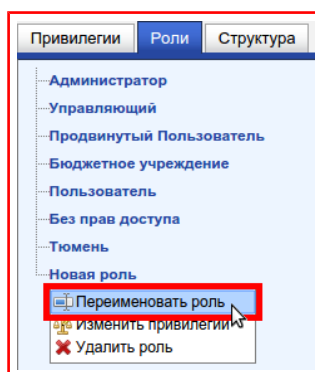 Привилегии Роли Структура
Администратор
Управляющий
Продвинутый Пользователь
Бюджетное учреждение
Пользователь
Без прав доступа
Тюмень
Новая роль
Переименовать роль
Изменить привилегии
Удалить роль